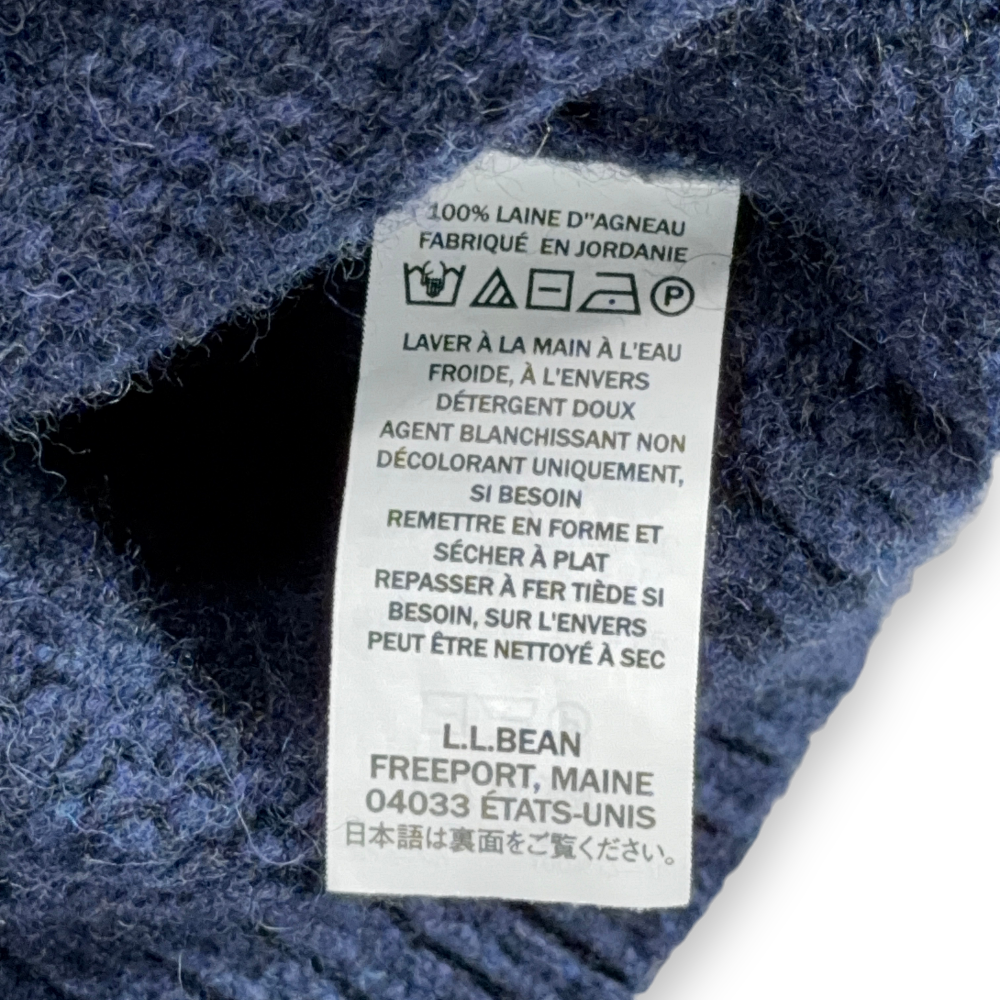 100% LAINE D"AGNEAU
FABRIQUÉ EN JORDANIE
P
LAVER À LA MAIN À L'EAU
FROIDE, À L'ENVERS
DÉTERGENT DOUX
AGENT BLANCHISSANT NON
DÉCOLORANT UNIQUEMENT,
SI BESOIN
REMETTRE EN FORME ET
SÉCHER À PLAT
REPASSER À FER TIÈDE SI
BESOIN, SUR L'ENVERS
PEUT ÊTRE NETTOYÉ À SEC
L.L.BEAN
FREEPORT, MAINE
04033 ÉTATS-UNIS
日本語は裏面をご覧ください。